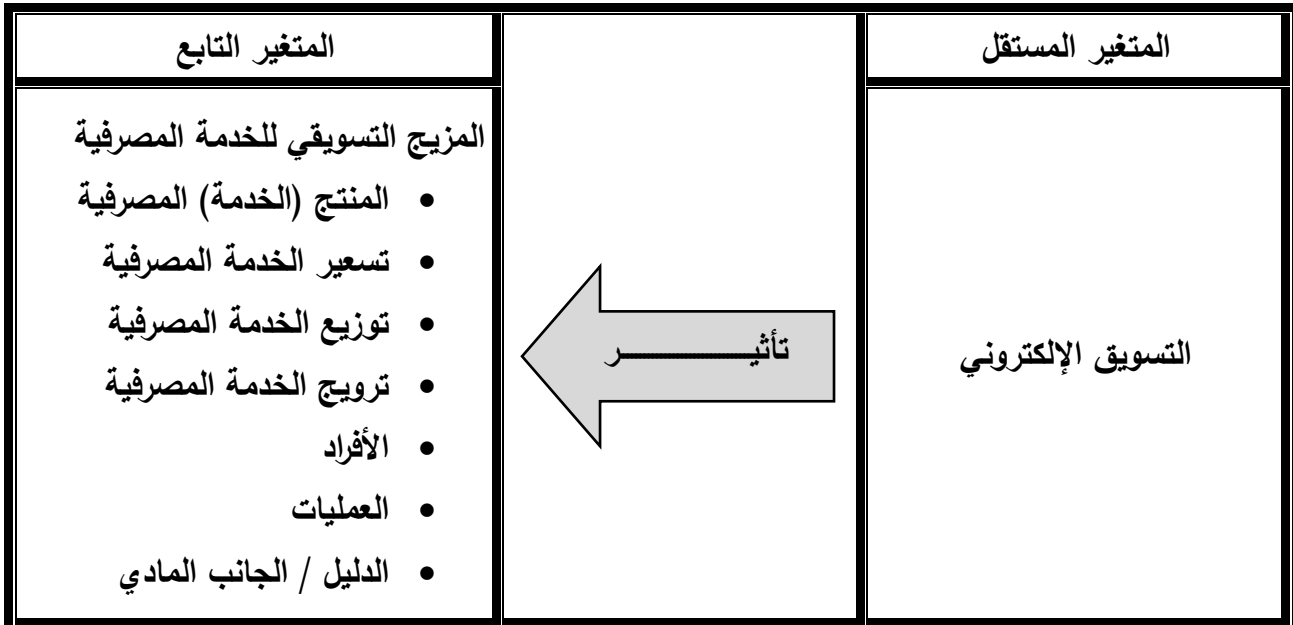 المتغير المستقل
التسويق الإلكتروني
تأثيـــــــــــــــر
المتغير التابع
المزيج التسويقي للخدمة المصرفية
• المنتج (الخدمة) المصرفية
• تسعير الخدمة المصرفية
• توزيع الخدمة المصرفية
• ترويج الخدمة المصرفية
• الأفراد
• العمليات
• الدليل / الجانب المادي